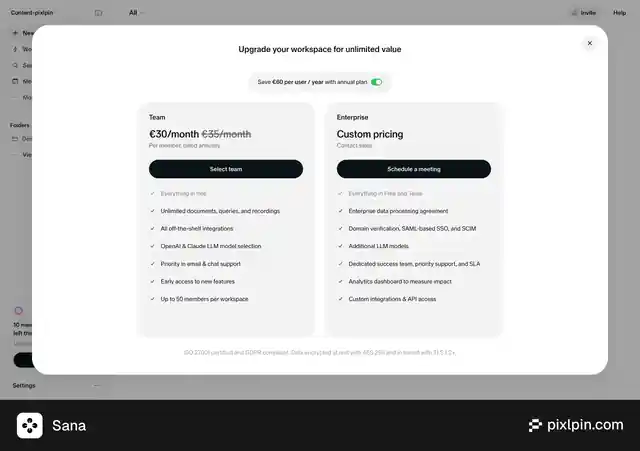 Content-pixlpin
All
Invite
Help
New
Folders
View
10 mee
left this
Settings
Upgrade your workspace for unlimited value
Save €60 per user / year with annual plan
Team
€30/month €35/month
Per member, billed annually
Select team
Everything in free
Unlimited documents, queries, and recordings
All off-the-shelf integrations
OpenAI & Claude LLM model selection
Priority in email & chat support
Early access to new features
Up to 50 members per workspace
Enterprise
Custom pricing
Contact sales
Schedule a meeting
Everything in Free and Team
Enterprise data processing agreement
Domain verification, SAML-based SSO, and SCIM
Additional LLM models
Dedicated success team, priority support, and SLA
Analytics dashboard to measure impact
Custom integrations & API access
ISO 27001 certified and GDPR compliant. Data encrypted at rest with AES 256 and in transit with TLS 1.2+.
Sana
pixlpin.com